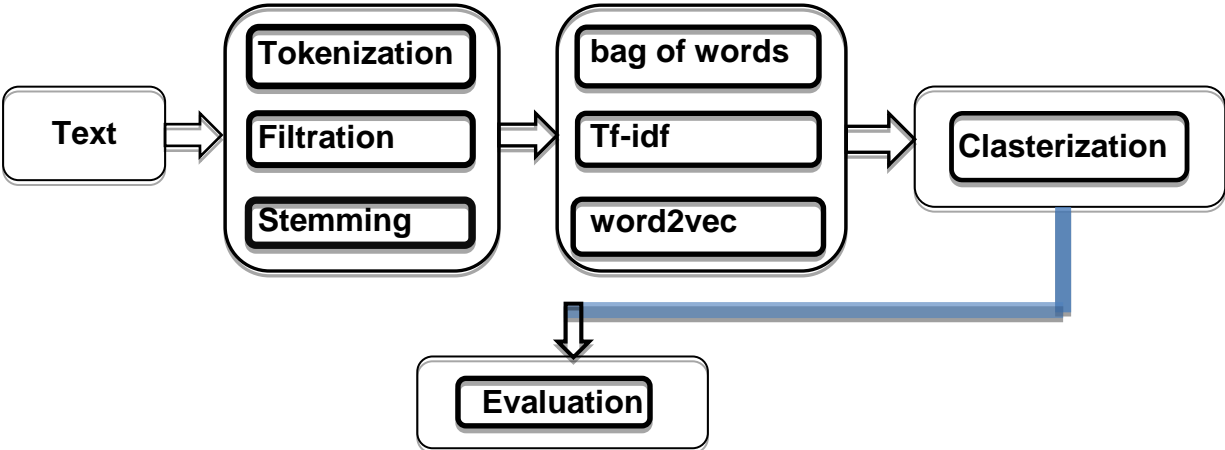 Text
Tokenization
Filtration
Stemming
bag of words
Tf-idf
word2vec
Clasterization
Evaluation